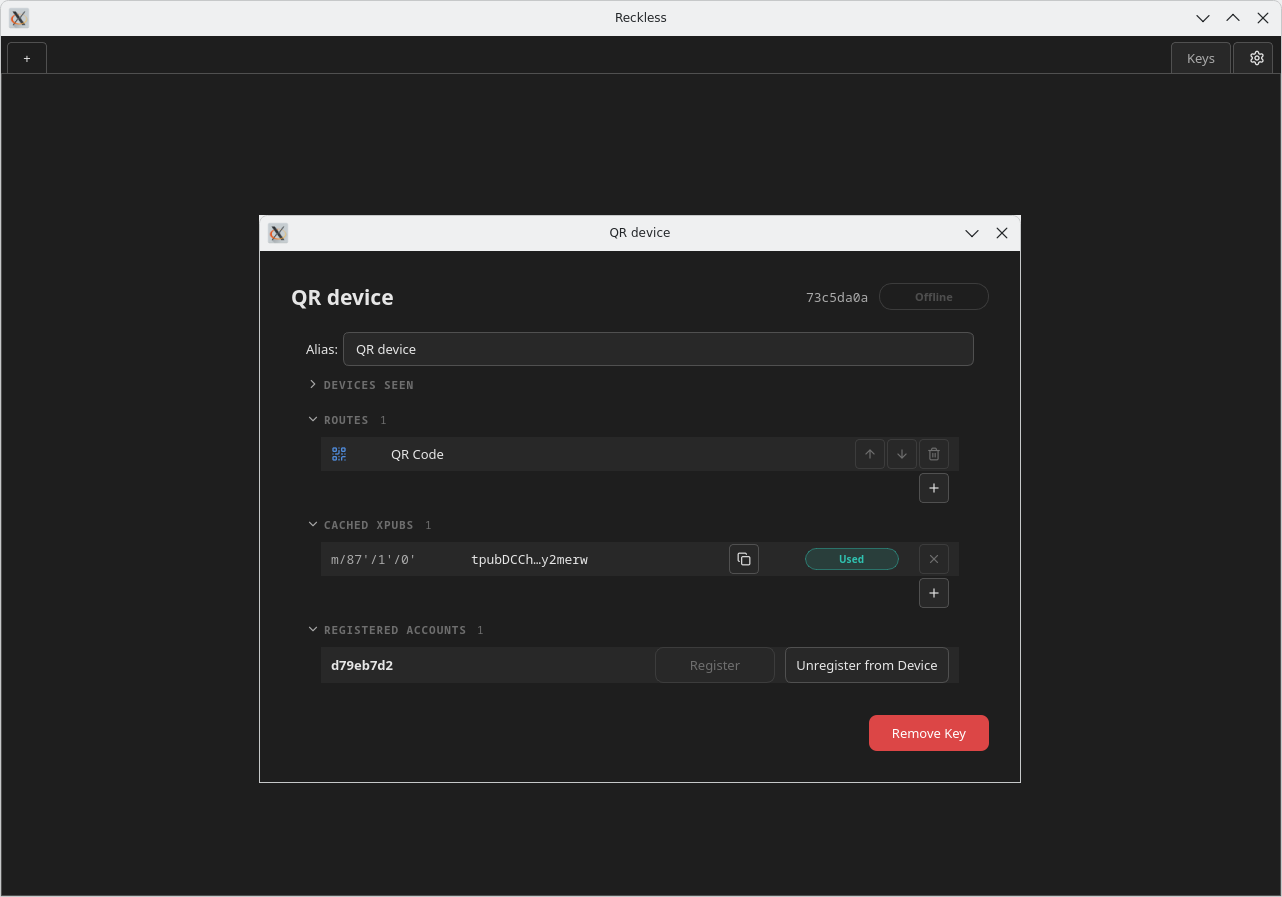 Reckless
+
Keys
QR device
QR device
73c5da0a
Offline
Alias:
QR device
DEVICES SEEN
ROUTES 1
QR Code
+
CACHED XPUBS 1
m/87'/1'/0'
tpubDCCh…y2merw
Used
+
REGISTERED ACCOUNTS 1
d79eb7d2
Register
Unregister from Device
Remove Key